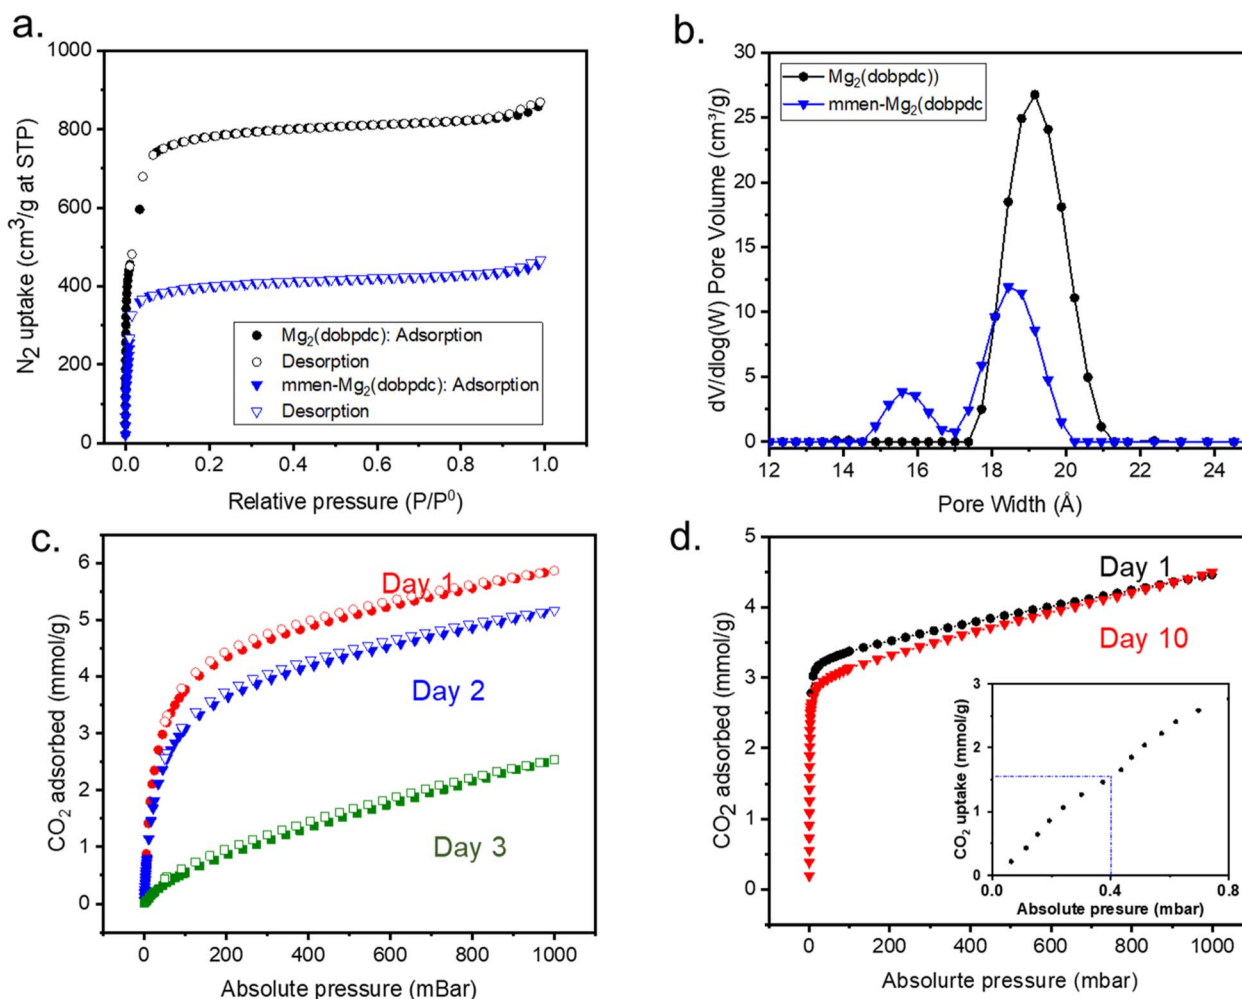 a.
N2 uptake (cm³/g at STP)
1000
800
600
400
200
0
Mg2(dobpdc): Adsorption
Desorption
mmen-Mg2(dobpdc): Adsorption
Desorption
0.0 0.2 0.4 0.6 0.8 1.0
Relative pressure (P/P⁰)
b.
dV/dlog(W) Pore Volume (cm³/g)
30
25
20
15
10
5
0
Mg2(dobpdc))
mmen-Mg2(dobpdc
12 14 16 18 20 22 24
Pore Width (Å)
c.
CO2 adsorbed (mmol/g)
6
5
4
3
2
1
0
Day 1
Day 2
Day 3
0 200 400 600 800 1000
Absolute pressure (mBar)
d.
CO2 adsorbed (mmol/g)
5
4
3
2
1
0
Day 1
Day 10
CO2 uptake (mmol/g)
3
2
1
0
0.0 0.4 0.8
Absolute presure (mbar)
0 200 400 600 800 1000
Absolurte pressure (mbar)